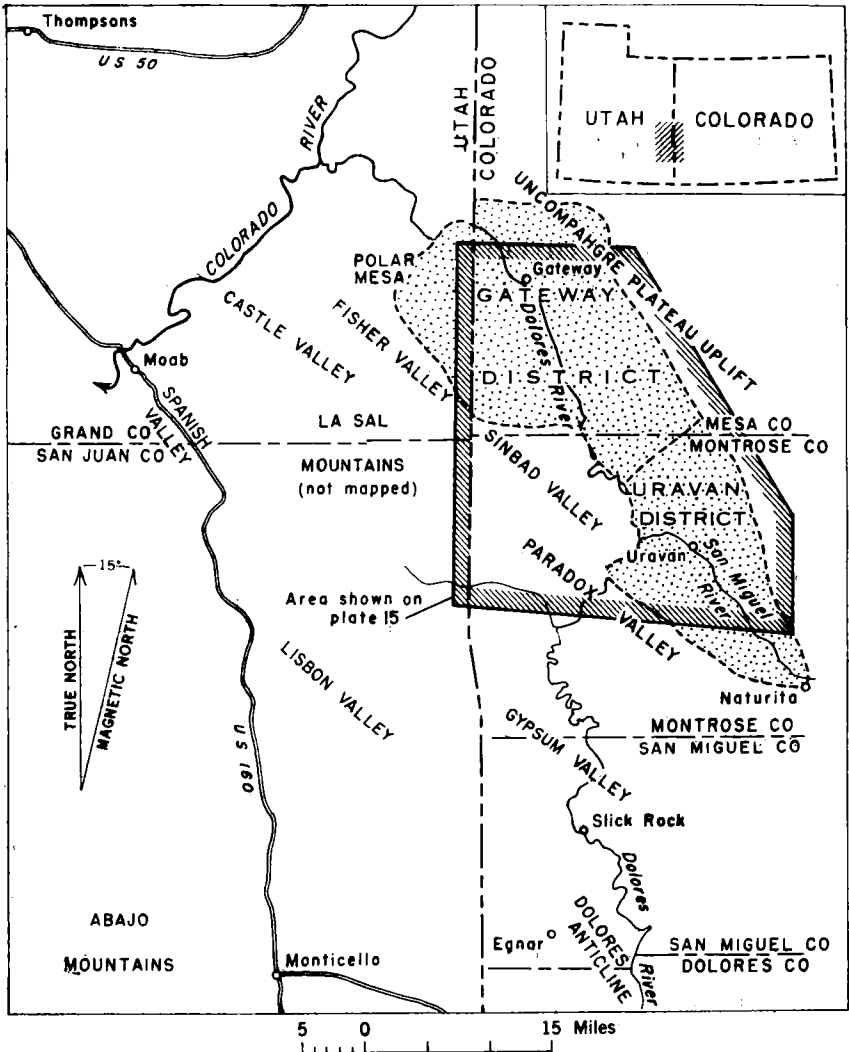 Thompsons
US 50
COLORADO
RIVER
UTAH
COLORADO
UTAH
COLORADO
UNCOMPAHGRE PLATEAU UPLIFT
POLAR
MESA
Gateway
GATEWAY
DISTRICT
Dolores
River
CASTLE VALLEY
FISHER VALLEY
Moab
SPANISH
VALLEY
GRAND CO
SAN JUAN CO
LA SAL
MOUNTAINS
(not mapped)
MESA CO
MONTROSE CO
SINBAD VALLEY
URAVAN
DISTRICT
Uravan
San Miguel
River
PARADOX
VALLEY
Area shown on
plate 15
15°
TRUE NORTH
MAGNETIC NORTH
LISBON VALLEY
Naturita
US 160
GYPSUM VALLEY
MONTROSE CO
SAN MIGUEL CO
Slick Rock
Dolores
River
ABAJO
MOUNTAINS
Monticello
Egnar
DOLORES
ANTICLINE
SAN MIGUEL CO
DOLORES CO
5 0 15 Miles